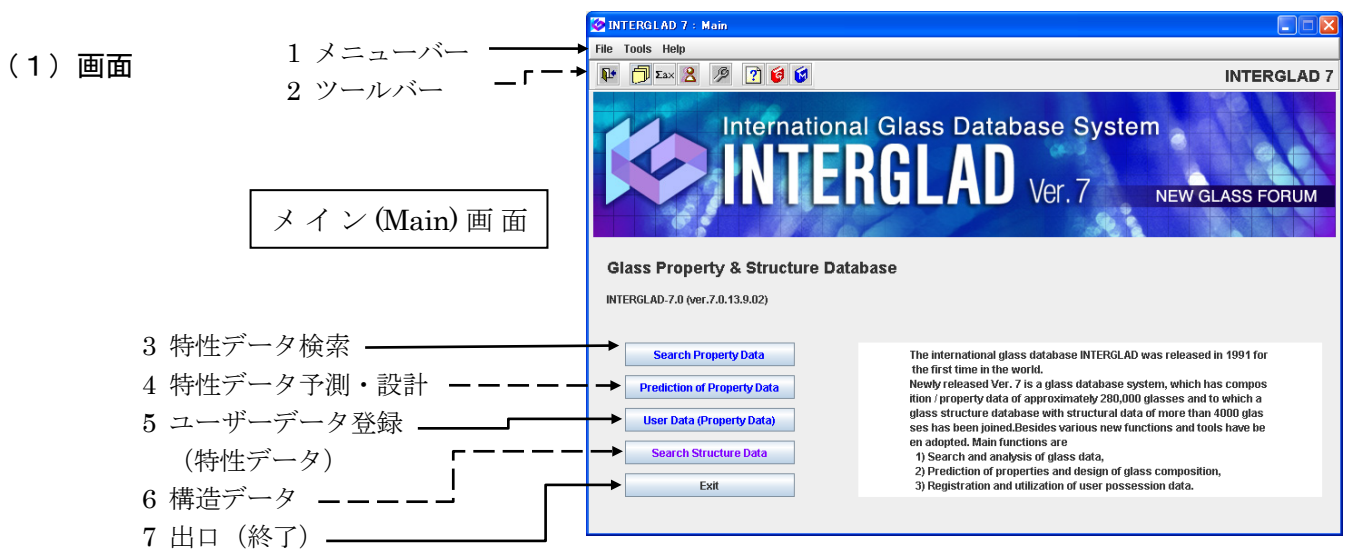 (1)画面
1 メニューバー
2 ツールバー
メイン(Main)画面
3 特性データ検索
4 特性データ予測・設計
5 ユーザーデータ登録
(特性データ)
6 構造データ
7 出口(終了)
INTERGLAD 7 : Main
File Tools Help
Σax
INTERGLAD 7
International Glass Database System
INTERGLAD Ver. 7
NEW GLASS FORUM
Glass Property & Structure Database
INTERGLAD-7.0 (ver.7.0.13.9.02)
Search Property Data
Prediction of Property Data
User Data (Property Data)
Search Structure Data
Exit
The international glass database INTERGLAD was released in 1991 for
the first time in the world.
Newly released Ver. 7 is a glass database system, which has compos
ition / property data of approximately 280,000 glasses and to which a
glass structure database with structural data of more than 4000 glas
ses has been joined.Besides various new functions and tools have be
en adopted. Main functions are
1) Search and analysis of glass data,
2) Prediction of properties and design of glass composition,
3) Registration and utilization of user possession data.